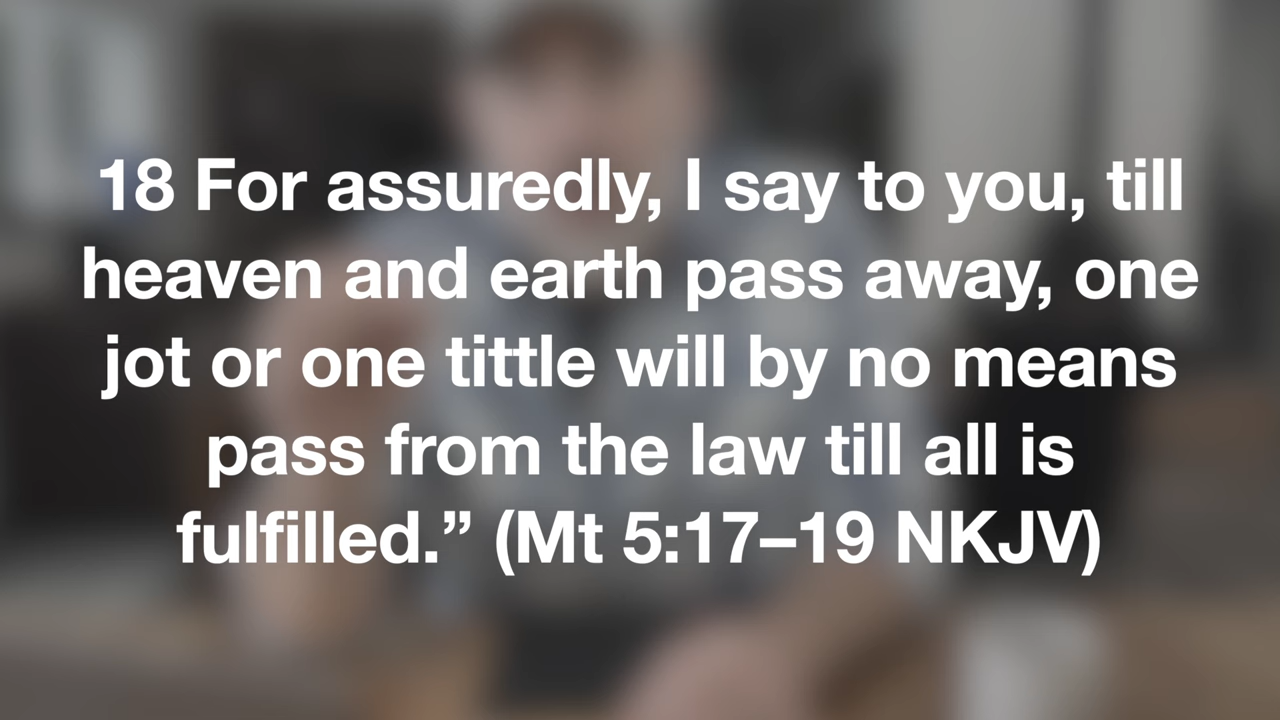 18 For assuredly, I say to you, till
heaven and earth pass away, one
jot or one tittle will by no means
pass from the law till all is
fulfilled.” (Mt 5:17–19 NKJV)